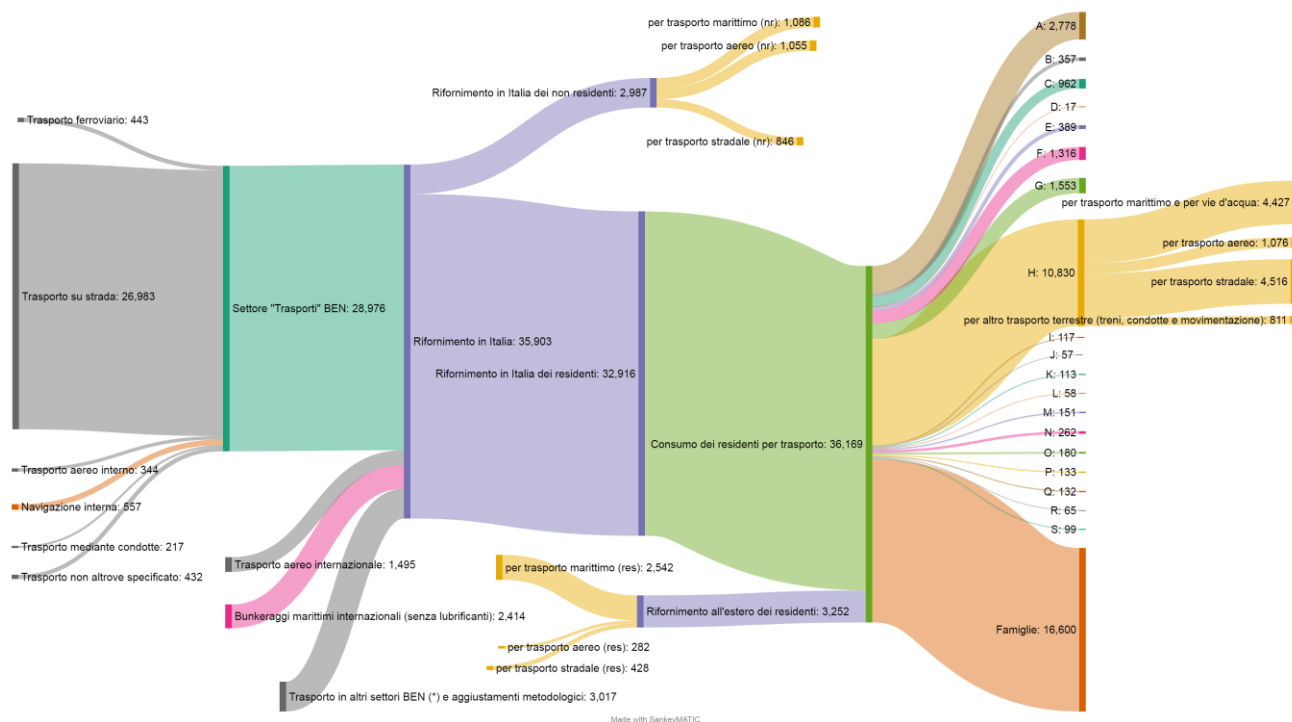 per trasporto marittimo (nr): 1,086
per trasporto aereo (nr): 1,055
Rifornimento in Italia dei non residenti: 2,987
per trasporto stradale (nr): 846
Trasporto ferroviario: 443
Trasporto su strada: 26,983
Settore "Trasporti" BEN: 28,976
Rifornimento in Italia: 35,903
Rifornimento in Italia dei residenti: 32,916
Consumo dei residenti per trasporto: 36,169
Trasporto aereo interno: 344
Navigazione interna: 557
Trasporto mediante condotte: 217
Trasporto non altrove specificato: 432
Trasporto aereo internazionale: 1,495
Bunkeraggi marittimi internazionali (senza lubrificanti): 2,414
Trasporto in altri settori BEN (*) e aggiustamenti metodologici: 3,017
per trasporto marittimo (res): 2,542
Rifornimento all'estero dei residenti: 3,252
per trasporto aereo (res): 282
per trasporto stradale (res): 428
A: 2,778
B: 357
C: 962
D: 17
E: 389
F: 1,316
G: 1,553
H: 10,830
per trasporto marittimo e per vie d'acqua: 4,427
per trasporto aereo: 1,076
per trasporto stradale: 4,516
per altro trasporto terrestre (treni, condotte e movimentazione): 811
I: 117
J: 57
K: 113
L: 58
M: 151
N: 262
O: 180
P: 133
Q: 132
R: 65
S: 99
Famiglie: 16,600
Made with SankeyMATIC